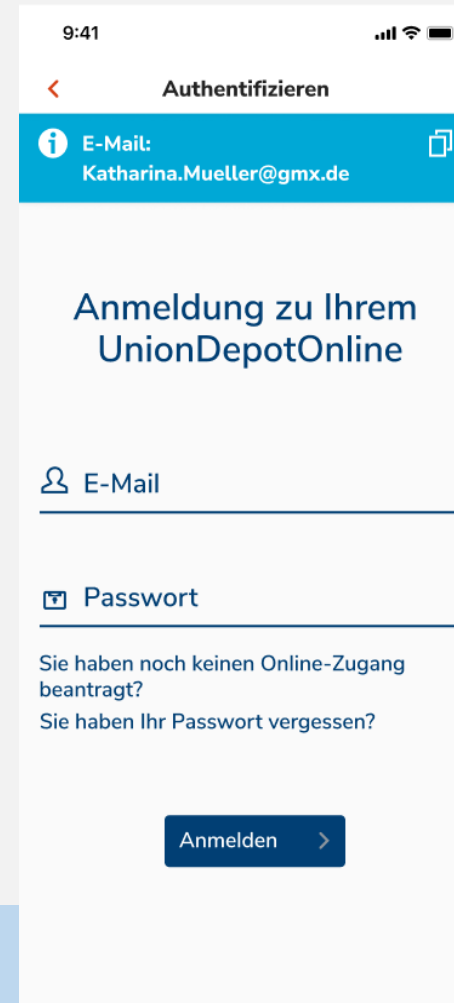 9:41
Authentifizieren
E-Mail:
Katharina.Mueller@gmx.de
Anmeldung zu Ihrem
UnionDepotOnline
E-Mail
Passwort
Sie haben noch keinen Online-Zugang
beantragt?
Sie haben Ihr Passwort vergessen?
Anmelden